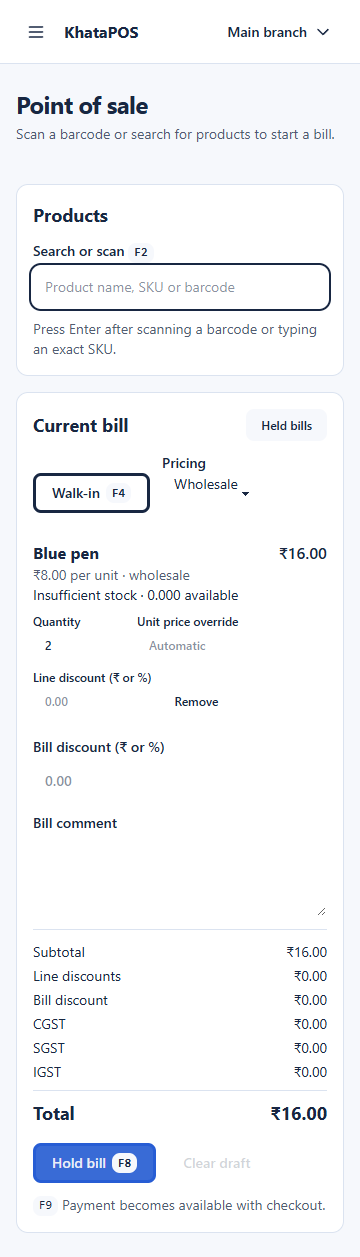 KhataPOS
Main branch
Point of sale
Scan a barcode or search for products to start a bill.
Products
Search or scan F2
Product name, SKU or barcode
Press Enter after scanning a barcode or typing
an exact SKU.
Current bill
Held bills
Pricing
Walk-in F4
Wholesale
Blue pen ₹16.00
₹8.00 per unit · wholesale
Insufficient stock · 0.000 available
Quantity Unit price override
2 Automatic
Line discount (₹ or %)
0.00 Remove
Bill discount (₹ or %)
0.00
Bill comment
Subtotal ₹16.00
Line discounts ₹0.00
Bill discount ₹0.00
CGST ₹0.00
SGST ₹0.00
IGST ₹0.00
Total ₹16.00
Hold bill F8 Clear draft
F9 Payment becomes available with checkout.